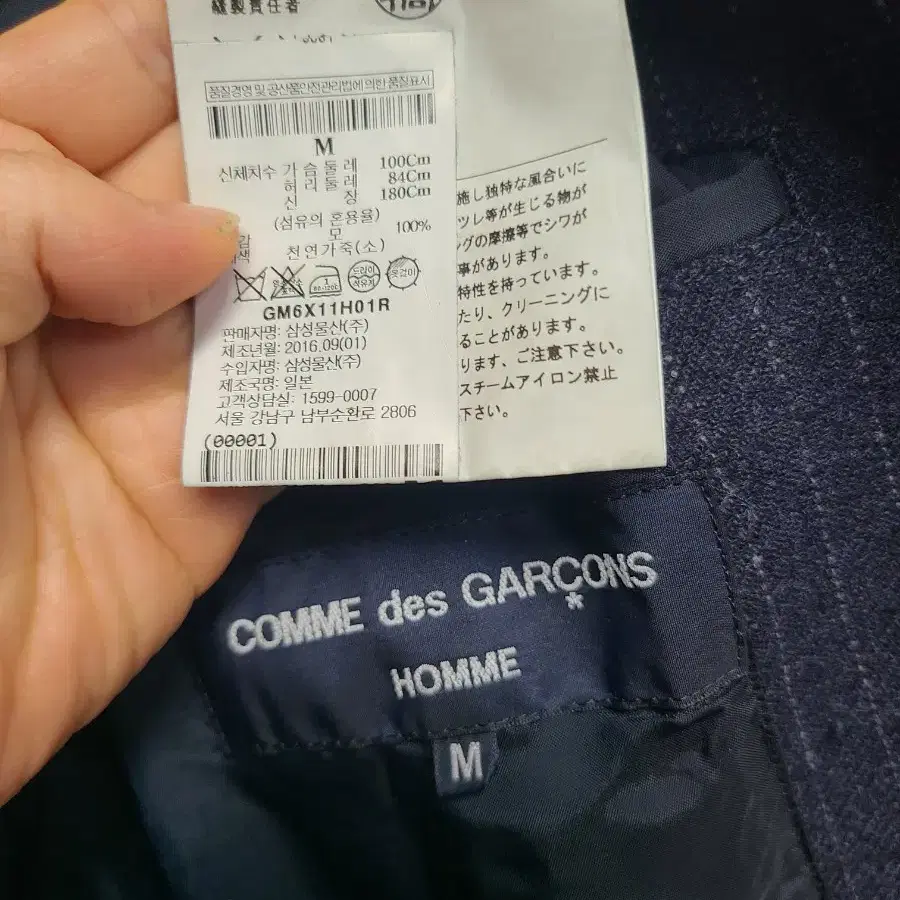 縫製責任者
품질경영 및 공산품안전관리법에 의한 품질표시
M
신체치수 가 슴 둘 레 100Cm
허 리 둘 레 84Cm
신 장 180Cm
(섬유의 혼용율)
감 모 100%
배색 천연가죽(소)
GM6X11H01R
판매자명: 삼성물산(주)
제조년월: 2016.09(01)
수입자명: 삼성물산(주)
제조국명: 일본
고객상담실: 1599-0007
서울 강남구 남부순환로 2806
(00001)
施し独特な風合いに
ツレ等が生じる物が
グの摩擦等でシワが
事があります。
特性を持っています。
たり、クリーニングに
ることがあります。
ります、ご注意下さい。
スチームアイロン禁止
下さい。
COMME des GARÇONS
*
HOMME
M